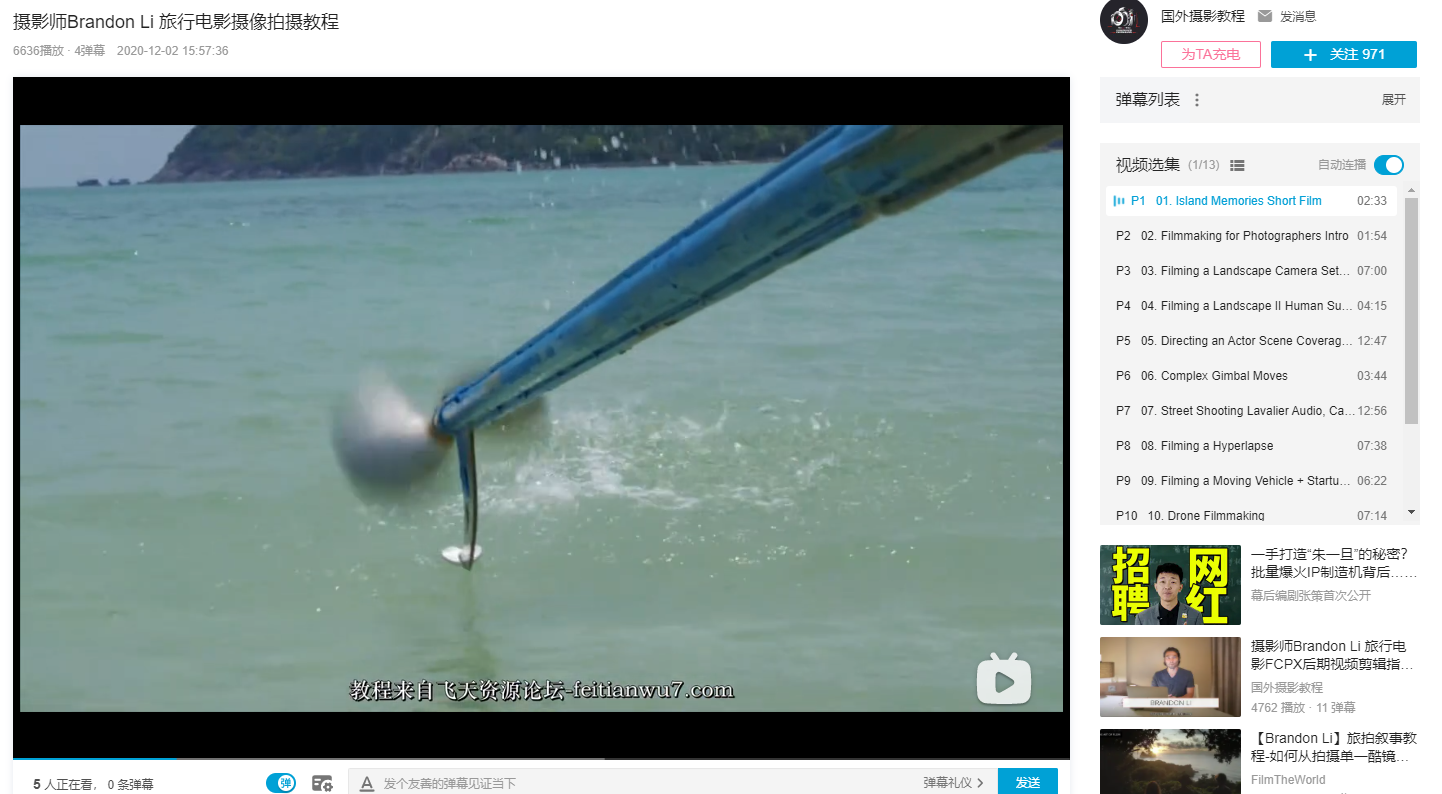 摄影师Brandon Li 旅行电影摄像拍摄教程
6636播放 · 4弹幕 2020-12-02 15:57:36
教程来自飞天资源论坛-feitianwu7.com
5 人正在看， 0 条弹幕
弹
发个友善的弹幕见证当下
弹幕礼仪
发送
国外摄影教程 发消息
为TA充电
关注 971
弹幕列表
展开
视频选集 (1/13)
自动连播
P1 01. Island Memories Short Film 02:33
P2 02. Filmmaking for Photographers Intro 01:54
P3 03. Filming a Landscape Camera Set... 07:00
P4 04. Filming a Landscape II Human Su... 04:15
P5 05. Directing an Actor Scene Coverag... 12:47
P6 06. Complex Gimbal Moves 03:44
P7 07. Street Shooting Lavalier Audio, Ca... 12:56
P8 08. Filming a Hyperlapse 07:38
P9 09. Filming a Moving Vehicle + Startu... 06:22
P10 10. Drone Filmmaking 07:14
招聘
网红
一手打造“朱一旦”的秘密？
批量爆火IP制造机背后……
幕后编剧张策首次公开
BRANDON LI
摄影师Brandon Li 旅行电
影FCPX后期视频剪辑指…
国外摄影教程
4762 播放 · 11 弹幕
【Brandon Li】旅拍叙事教
程-如何从拍摄单一酷镜…
FilmTheWorld